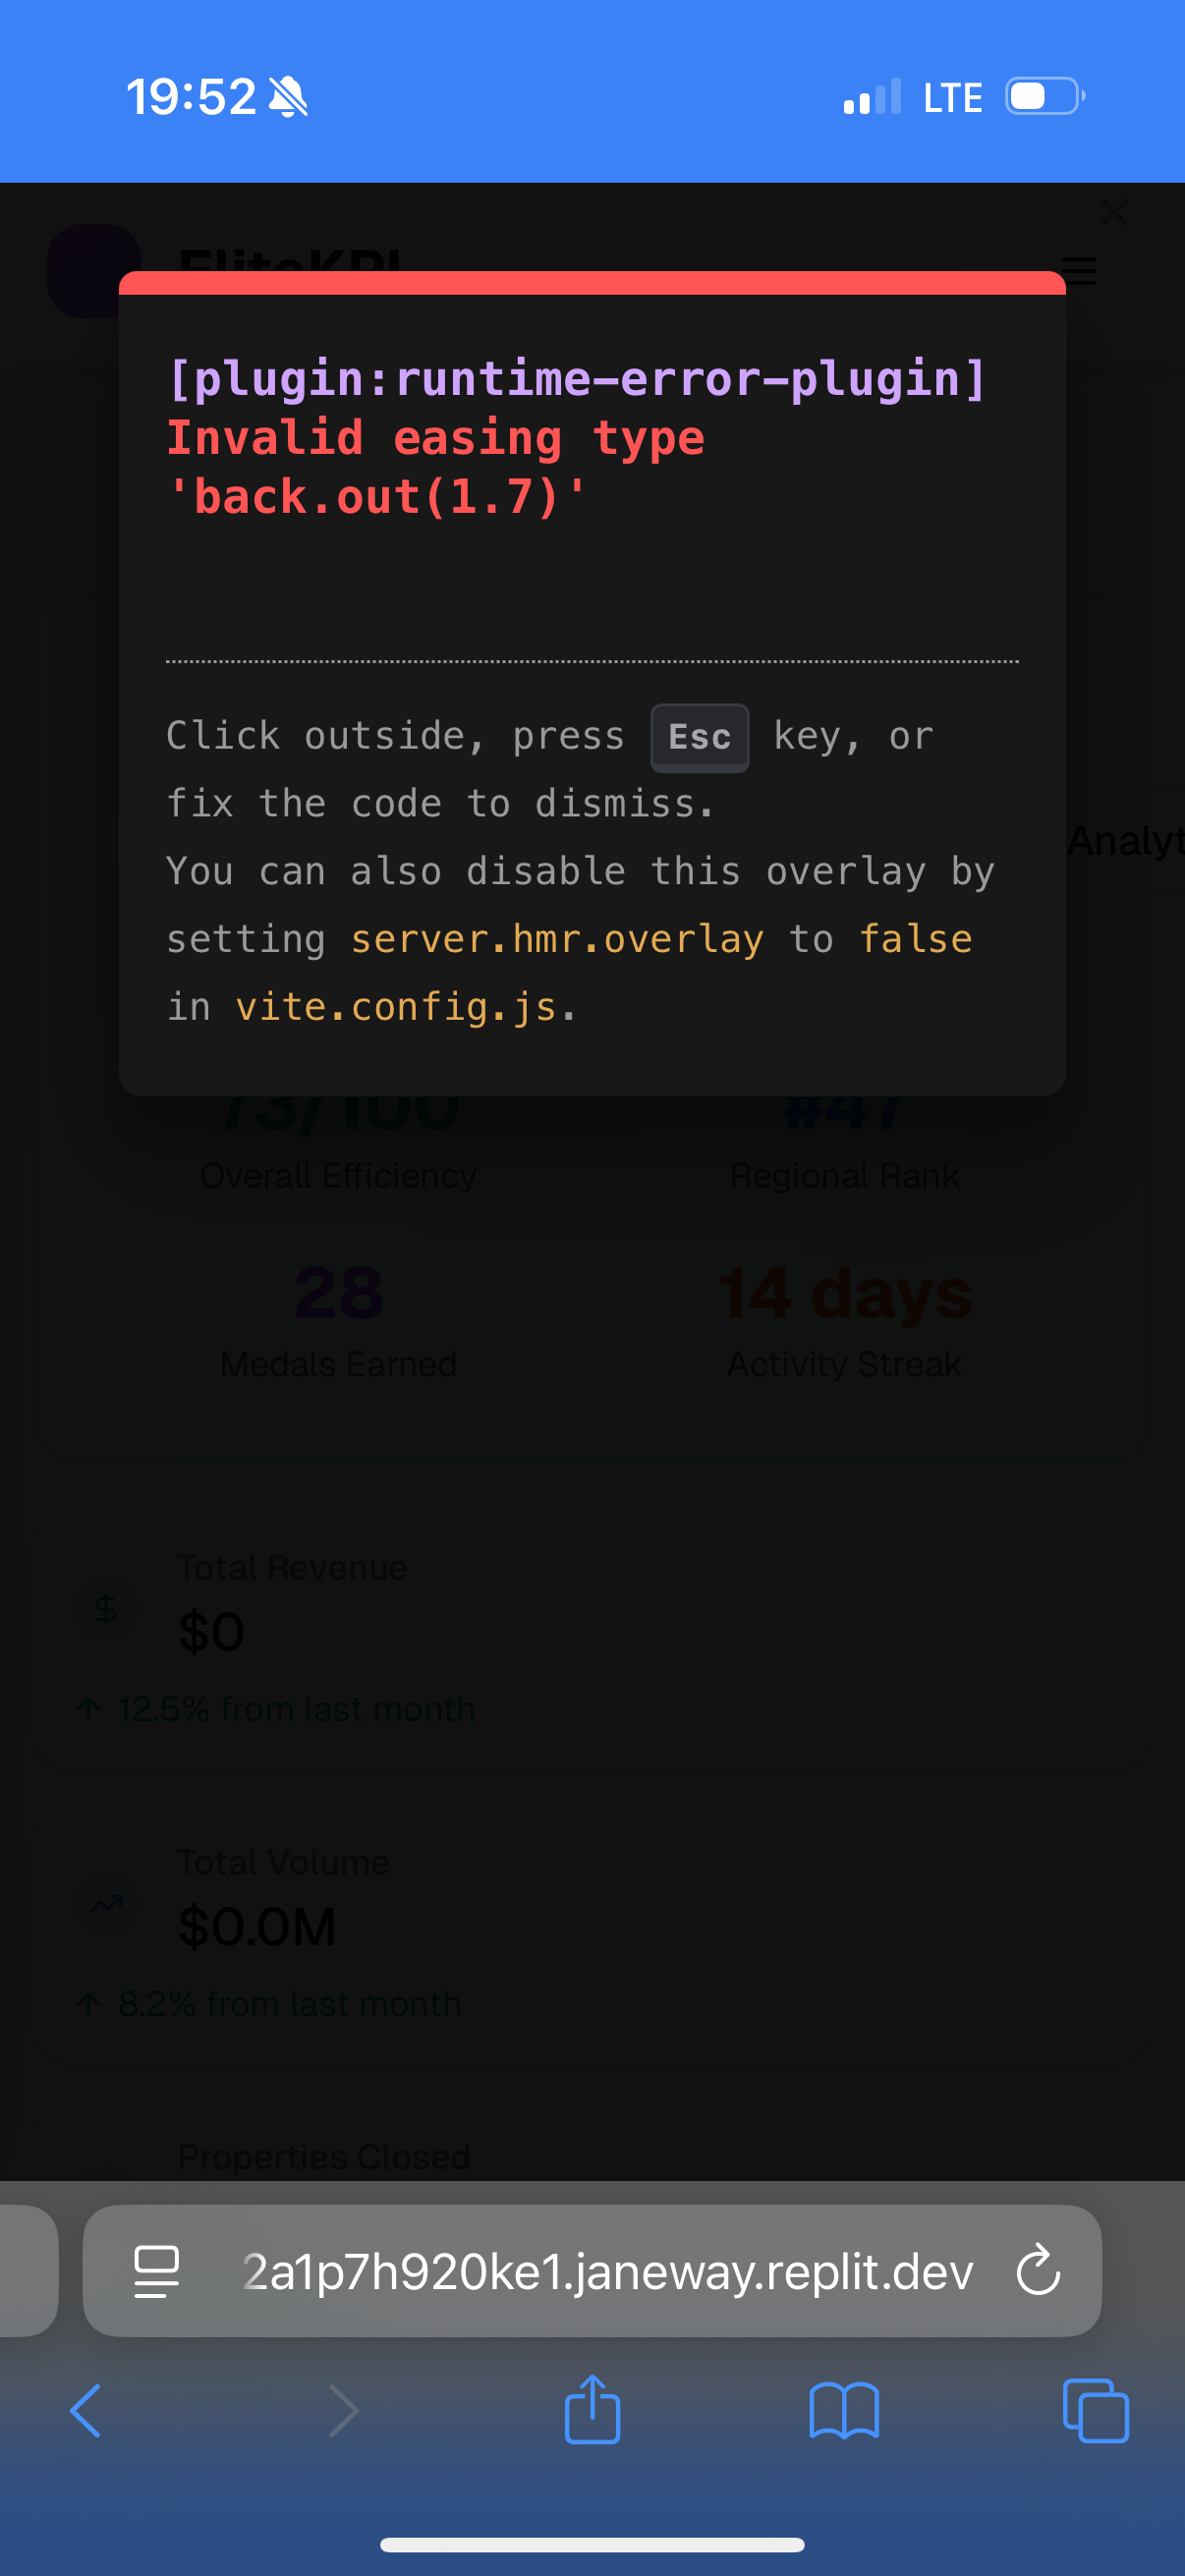 19:52
LTE
EliteKPI
[plugin:runtime-error-plugin]
Invalid easing type
'back.out(1.7)'
Click outside, press Esc key, or
fix the code to dismiss.
You can also disable this overlay by
setting server.hmr.overlay to false
in vite.config.js.
Analyt
73/100
#47
Overall Efficiency
Regional Rank
28
14 days
Medals Earned
Activity Streak
Total Revenue
$
$0
↑ 12.5% from last month
Total Volume
$0.0M
↑ 8.2% from last month
Properties Closed
2a1p7h920ke1.janeway.replit.dev